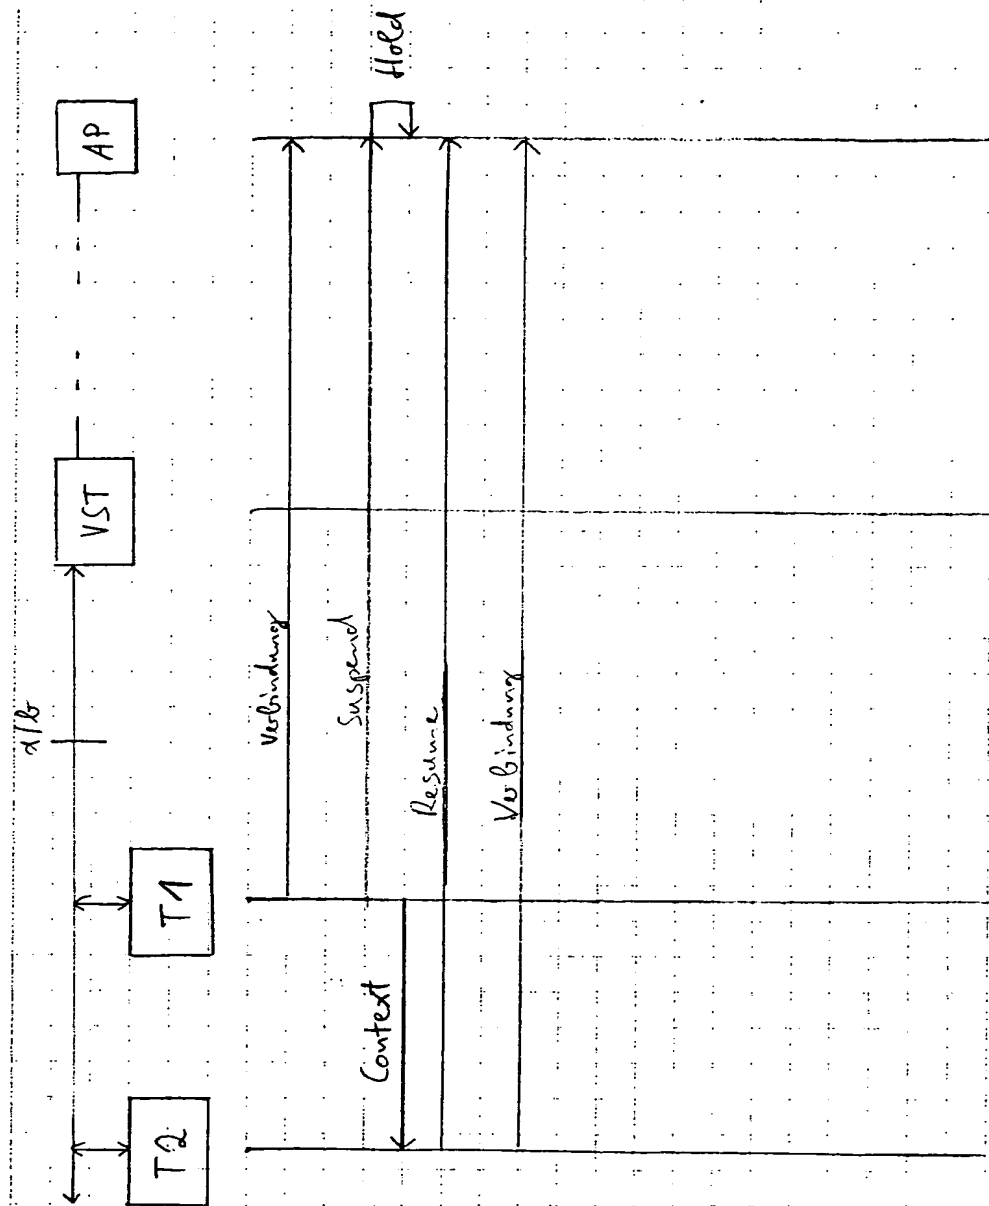 a/b
T2
T1
VST
AP
Verbindung
Suspend
Hold
Context
Resume
Verbindung